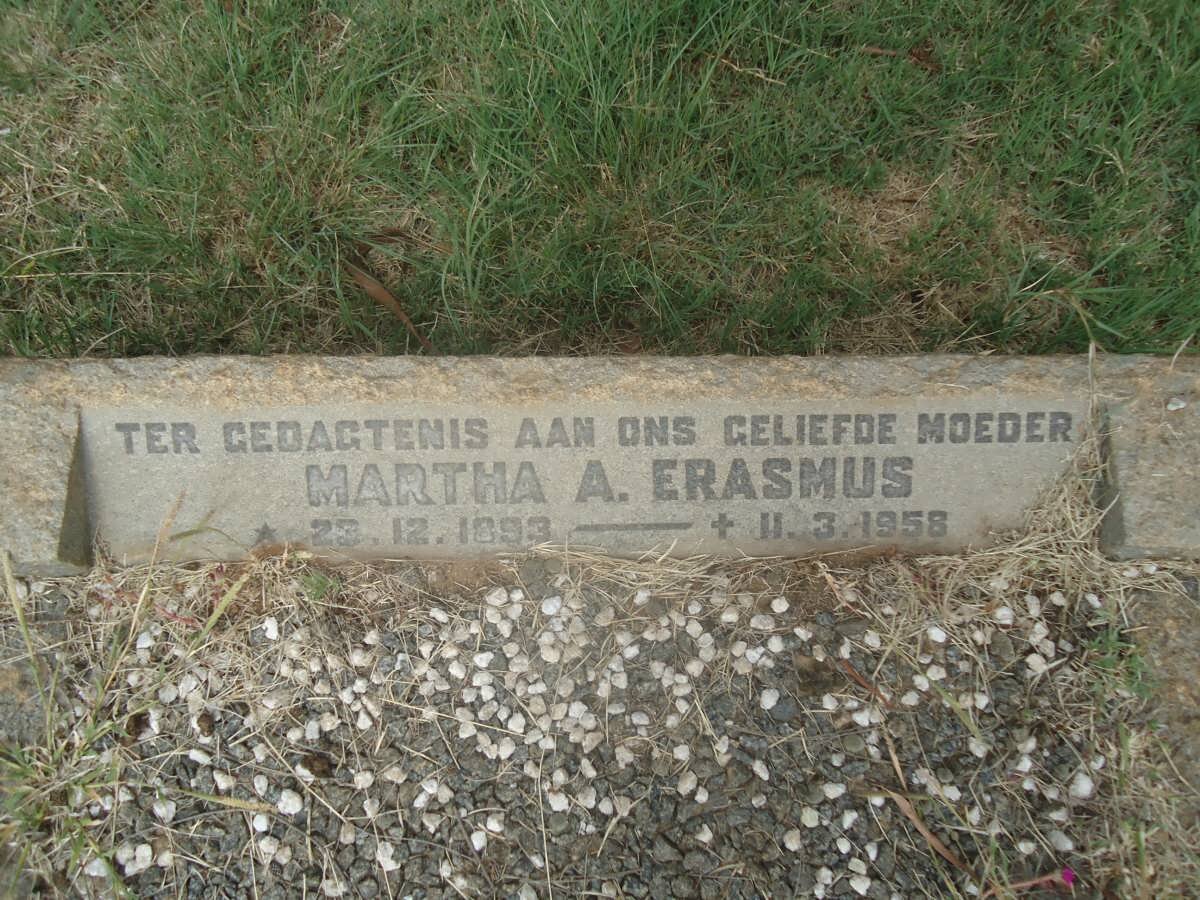 TER GEDAGTENIS AAN ONS GELIEFDE MOEDER
MARTHA A. ERASMUS
★ 23.12.1893 — ✝ 11.3.1958